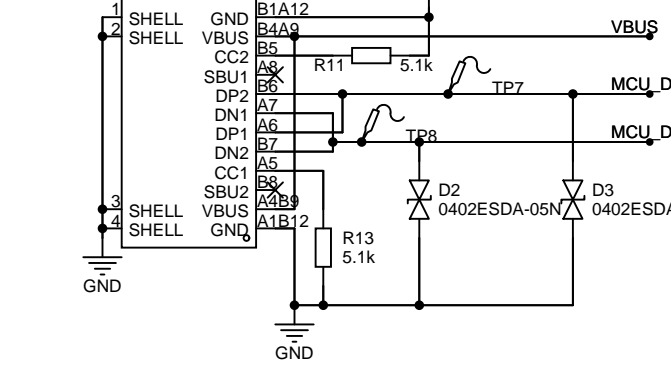 1 SHELL GND B1A12
2 SHELL VBUS B4A9 VBUS
CC2 B5 R11 5.1k
SBU1 A8
DP2 B6 TP7 MCU_D
DN1 A7
DP1 A6 TP8 MCU_D
DN2 B7
CC1 A5
SBU2 B8 D2 D3
3 SHELL VBUS A4B9 0402ESDA-05N 0402ESDA
4 SHELL GND A1B12
R13
5.1k
GND
GND